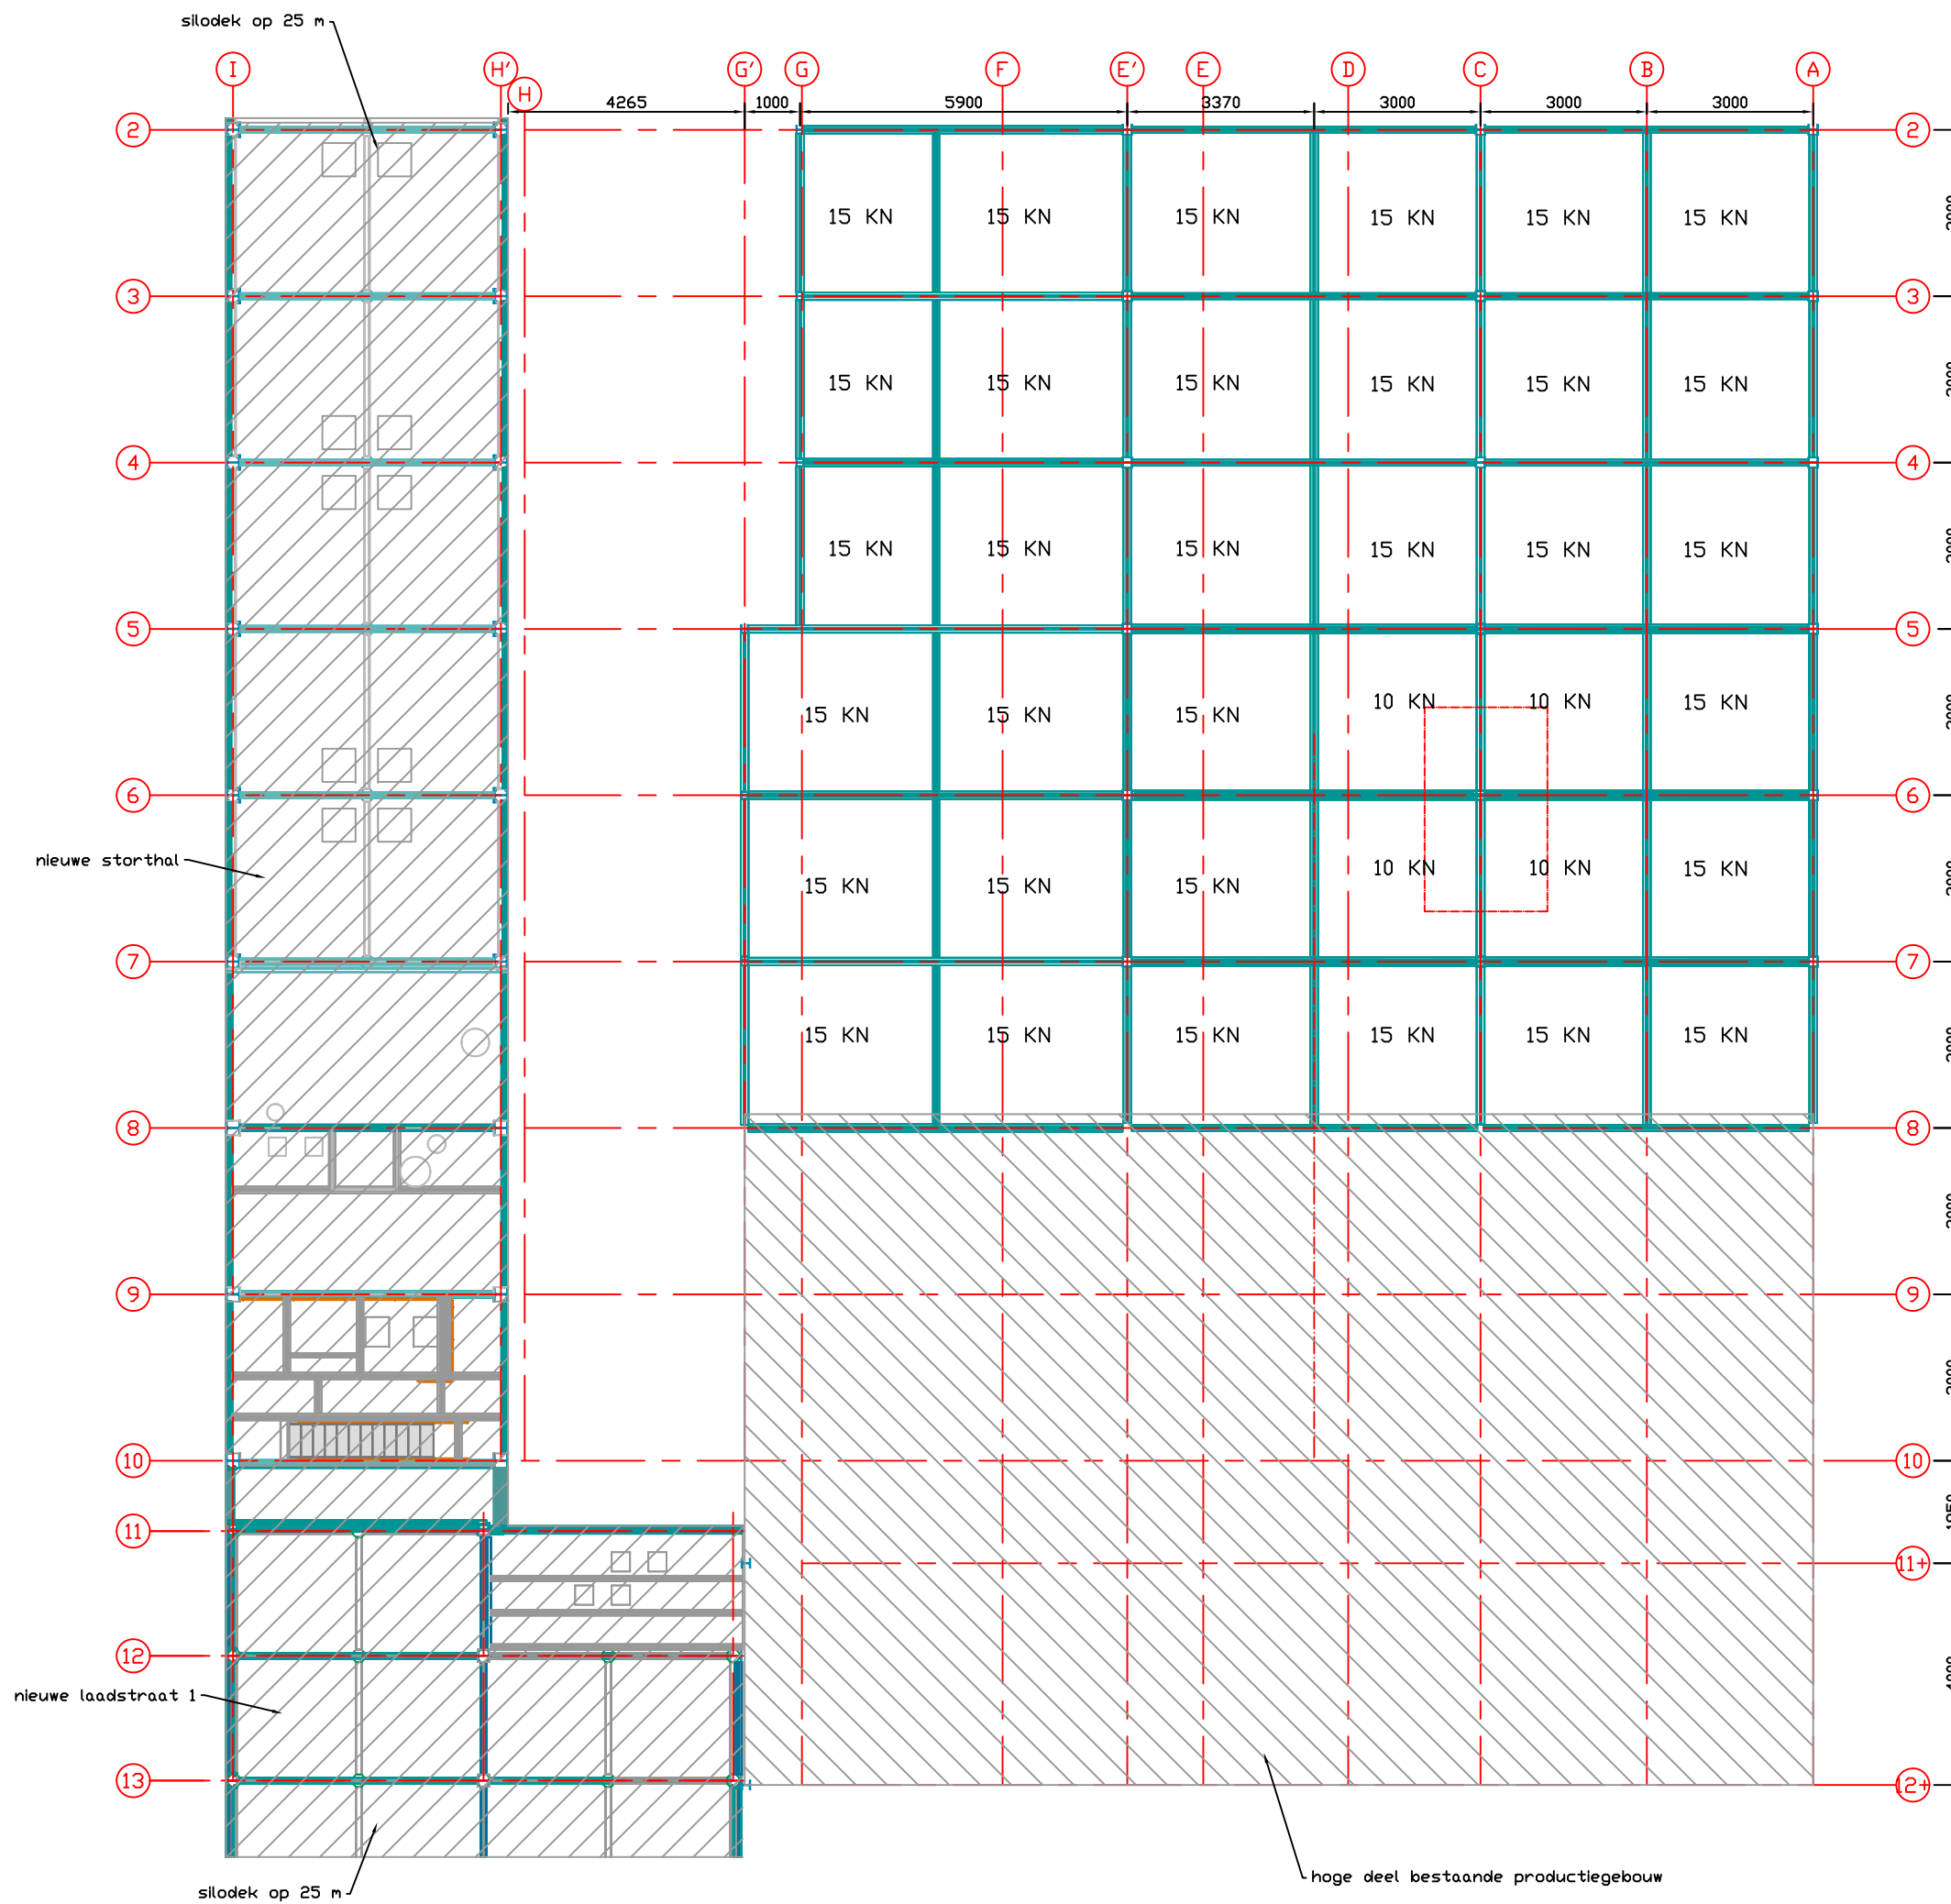 silodek op 25 m
I H' H G' G F E' E D C B A
4265 1000 5900 3370 3000 3000 3000
2 2
15 KN 15 KN 15 KN 15 KN 15 KN 15 KN
3 3
15 KN 15 KN 15 KN 15 KN 15 KN 15 KN
4 4
15 KN 15 KN 15 KN 15 KN 15 KN 15 KN
5 5
15 KN 15 KN 15 KN 10 KN 10 KN 15 KN
6 6
nieuwe storthal
15 KN 15 KN 15 KN 10 KN 10 KN 15 KN
7 7
15 KN 15 KN 15 KN 15 KN 15 KN 15 KN
8 8
9 9
10 10
11 11+
12
nieuwe laadstraat 1
13 12+
hoge deel bestaande productiegebouw
silodek op 25 m